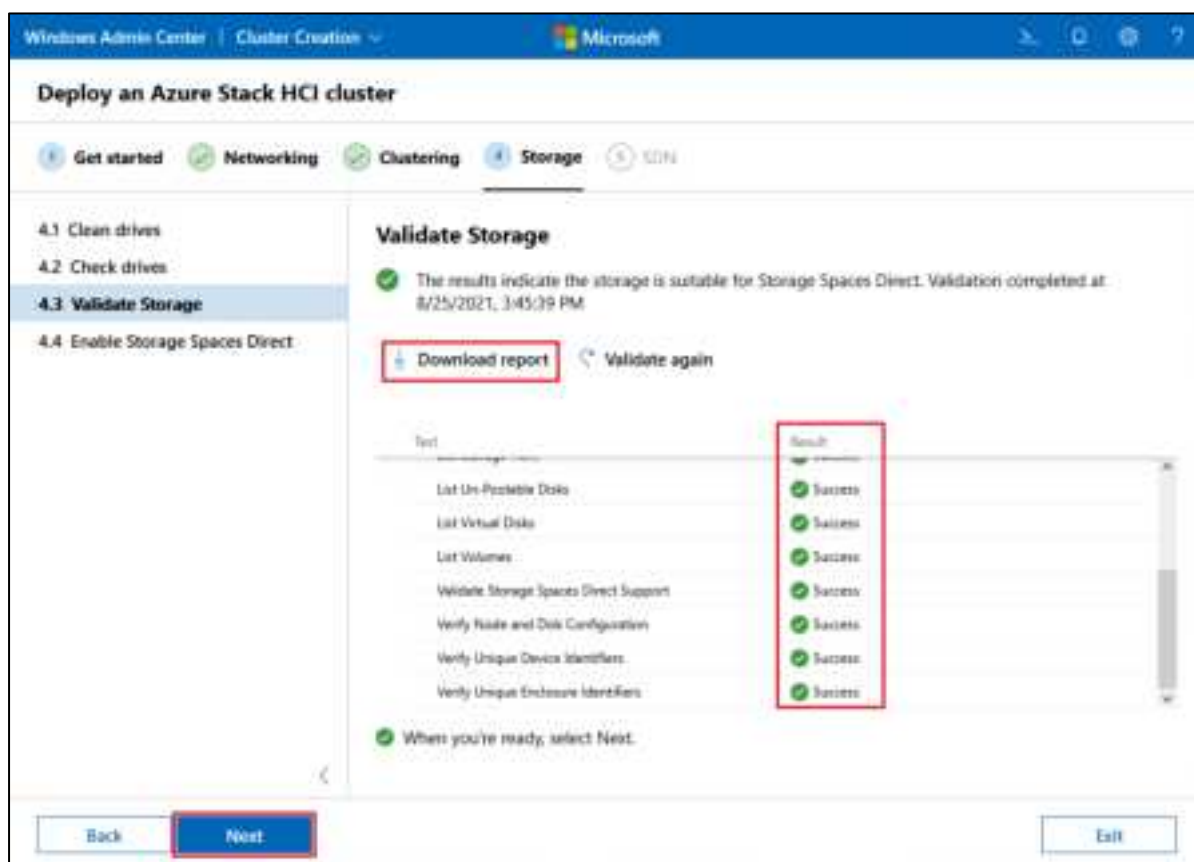 Windows Admin Center | Cluster Creation
Microsoft
?
Deploy an Azure Stack HCI cluster
Get started
Networking
Clustering
4 Storage
5 SDN
4.1 Clean drives
4.2 Check drives
4.3 Validate Storage
4.4 Enable Storage Spaces Direct
Validate Storage
The results indicate the storage is suitable for Storage Spaces Direct. Validation completed at
8/25/2021, 3:45:39 PM
Download report
Validate again
Test Result
List Un-Poolable Disks Success
List Virtual Disks Success
List Volumes Success
Validate Storage Spaces Direct Support Success
Verify Node and Disk Configuration Success
Verify Unique Device Identifiers Success
Verify Unique Enclosure Identifiers Success
When you're ready, select Next.
Back
Next
Exit